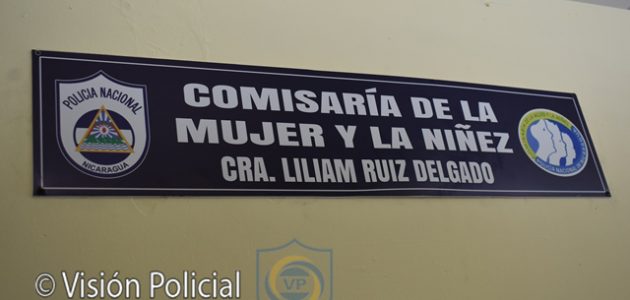 POLICIA NACIONAL
NICARAGUA
COMISARÍA DE LA
MUJER Y LA NIÑEZ
CRA. LILIAM RUIZ DELGADO
© Visión Policial
VP